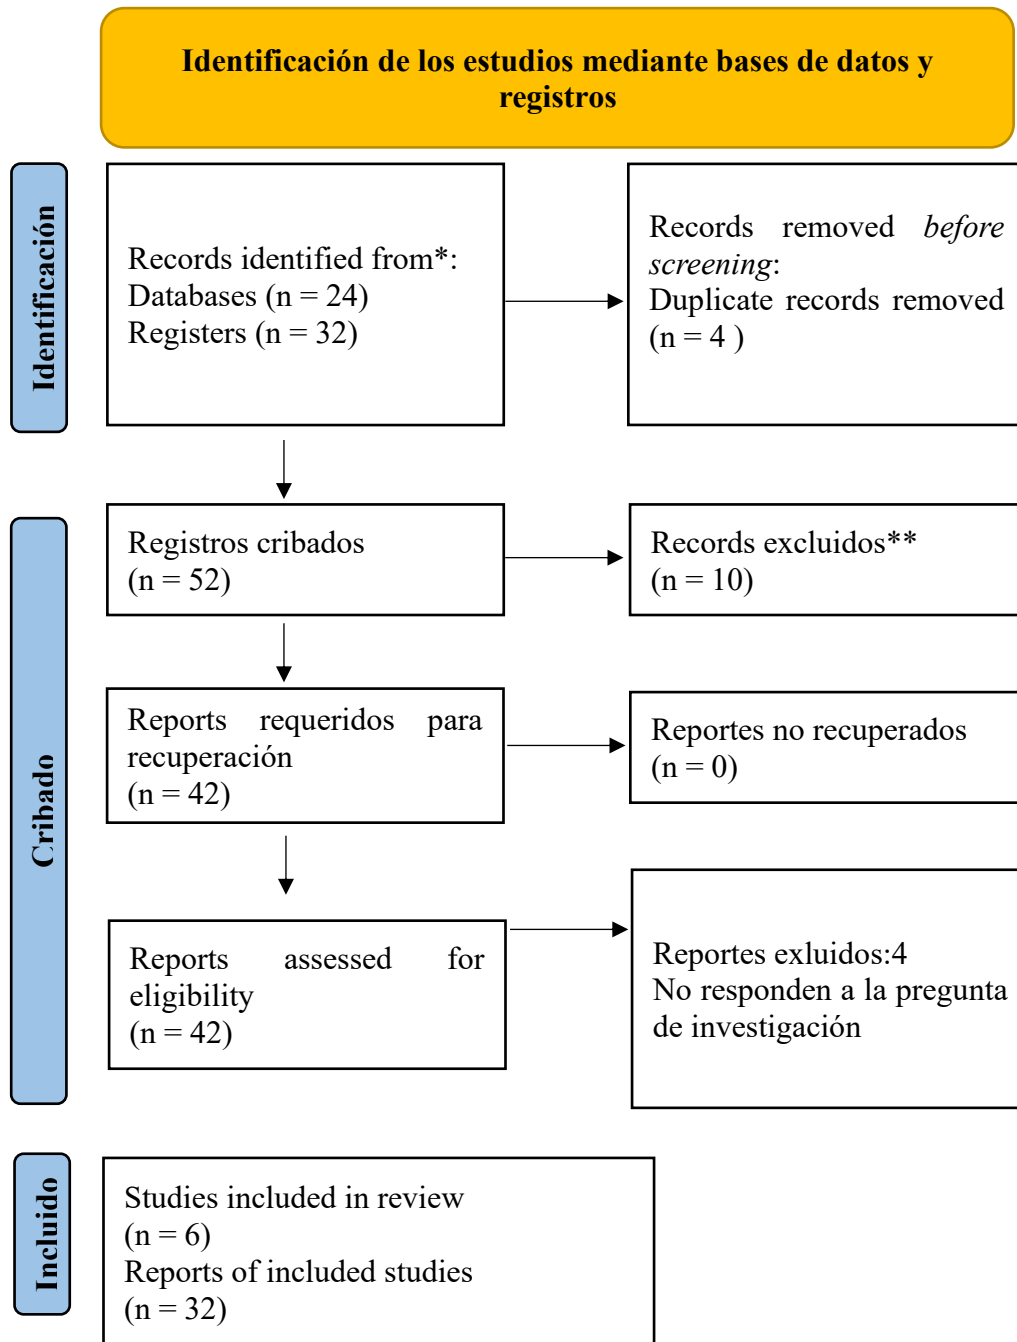 Identificación de los estudios mediante bases de datos y
registros
Identificación
Records identified from*:
Databases (n = 24)
Registers (n = 32)
Records removed before
screening:
Duplicate records removed
(n = 4 )
Cribado
Registros cribados
(n = 52)
Records excluidos**
(n = 10)
Reports requeridos para
recuperación
(n = 42)
Reportes no recuperados
(n = 0)
Reports assessed for
eligibility
(n = 42)
Reportes exluidos:4
No responden a la pregunta
de investigación
Incluido
Studies included in review
(n = 6)
Reports of included studies
(n = 32)